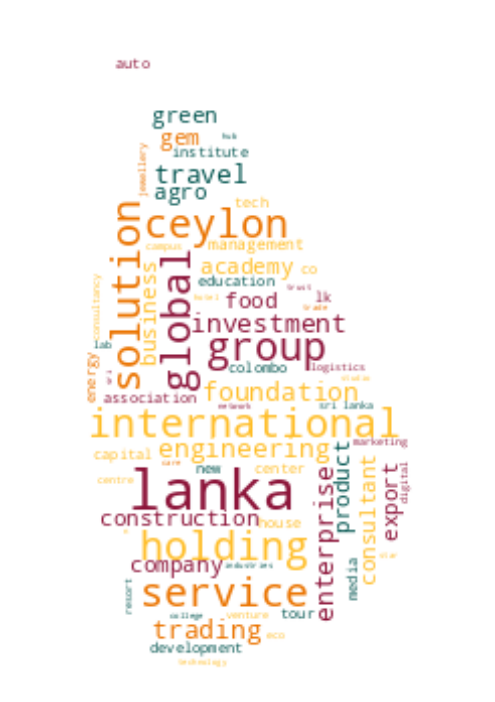 auto
green
gem
hub
institute
jewellery
travel
agro
tech
solution
ceylon
campus
management
global
business
academy
co
consultancy
education
trust
hotel
food
lk
trade
investment
lab
group
energy
sri
colombo
logistics
association
foundation
network
sri lanka
international
capital
engineering
marketing
care
new
center
centre
lanka
product
enterprise
consultant
export
digital
construction
house
holding
company
industries
media
star
resort
service
college
venture
tour
trading
eco
development
technology